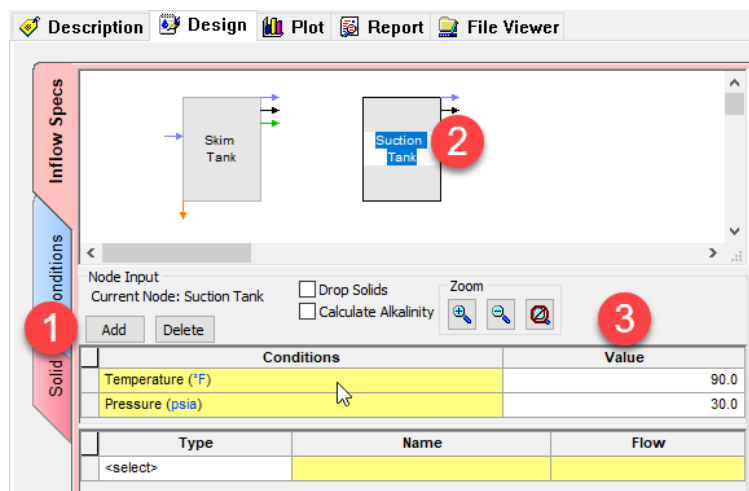 Description Design Plot Report File Viewer
Inflow Specs
onditions
Solid
Skim
Tank
Suction
Tank
2
Node Input
Current Node: Suction Tank
Drop Solids
Calculate Alkalinity
Zoom
1
Add Delete
3
Conditions Value
Temperature (°F) 90.0
Pressure (psia) 30.0
Type Name Flow
<select>